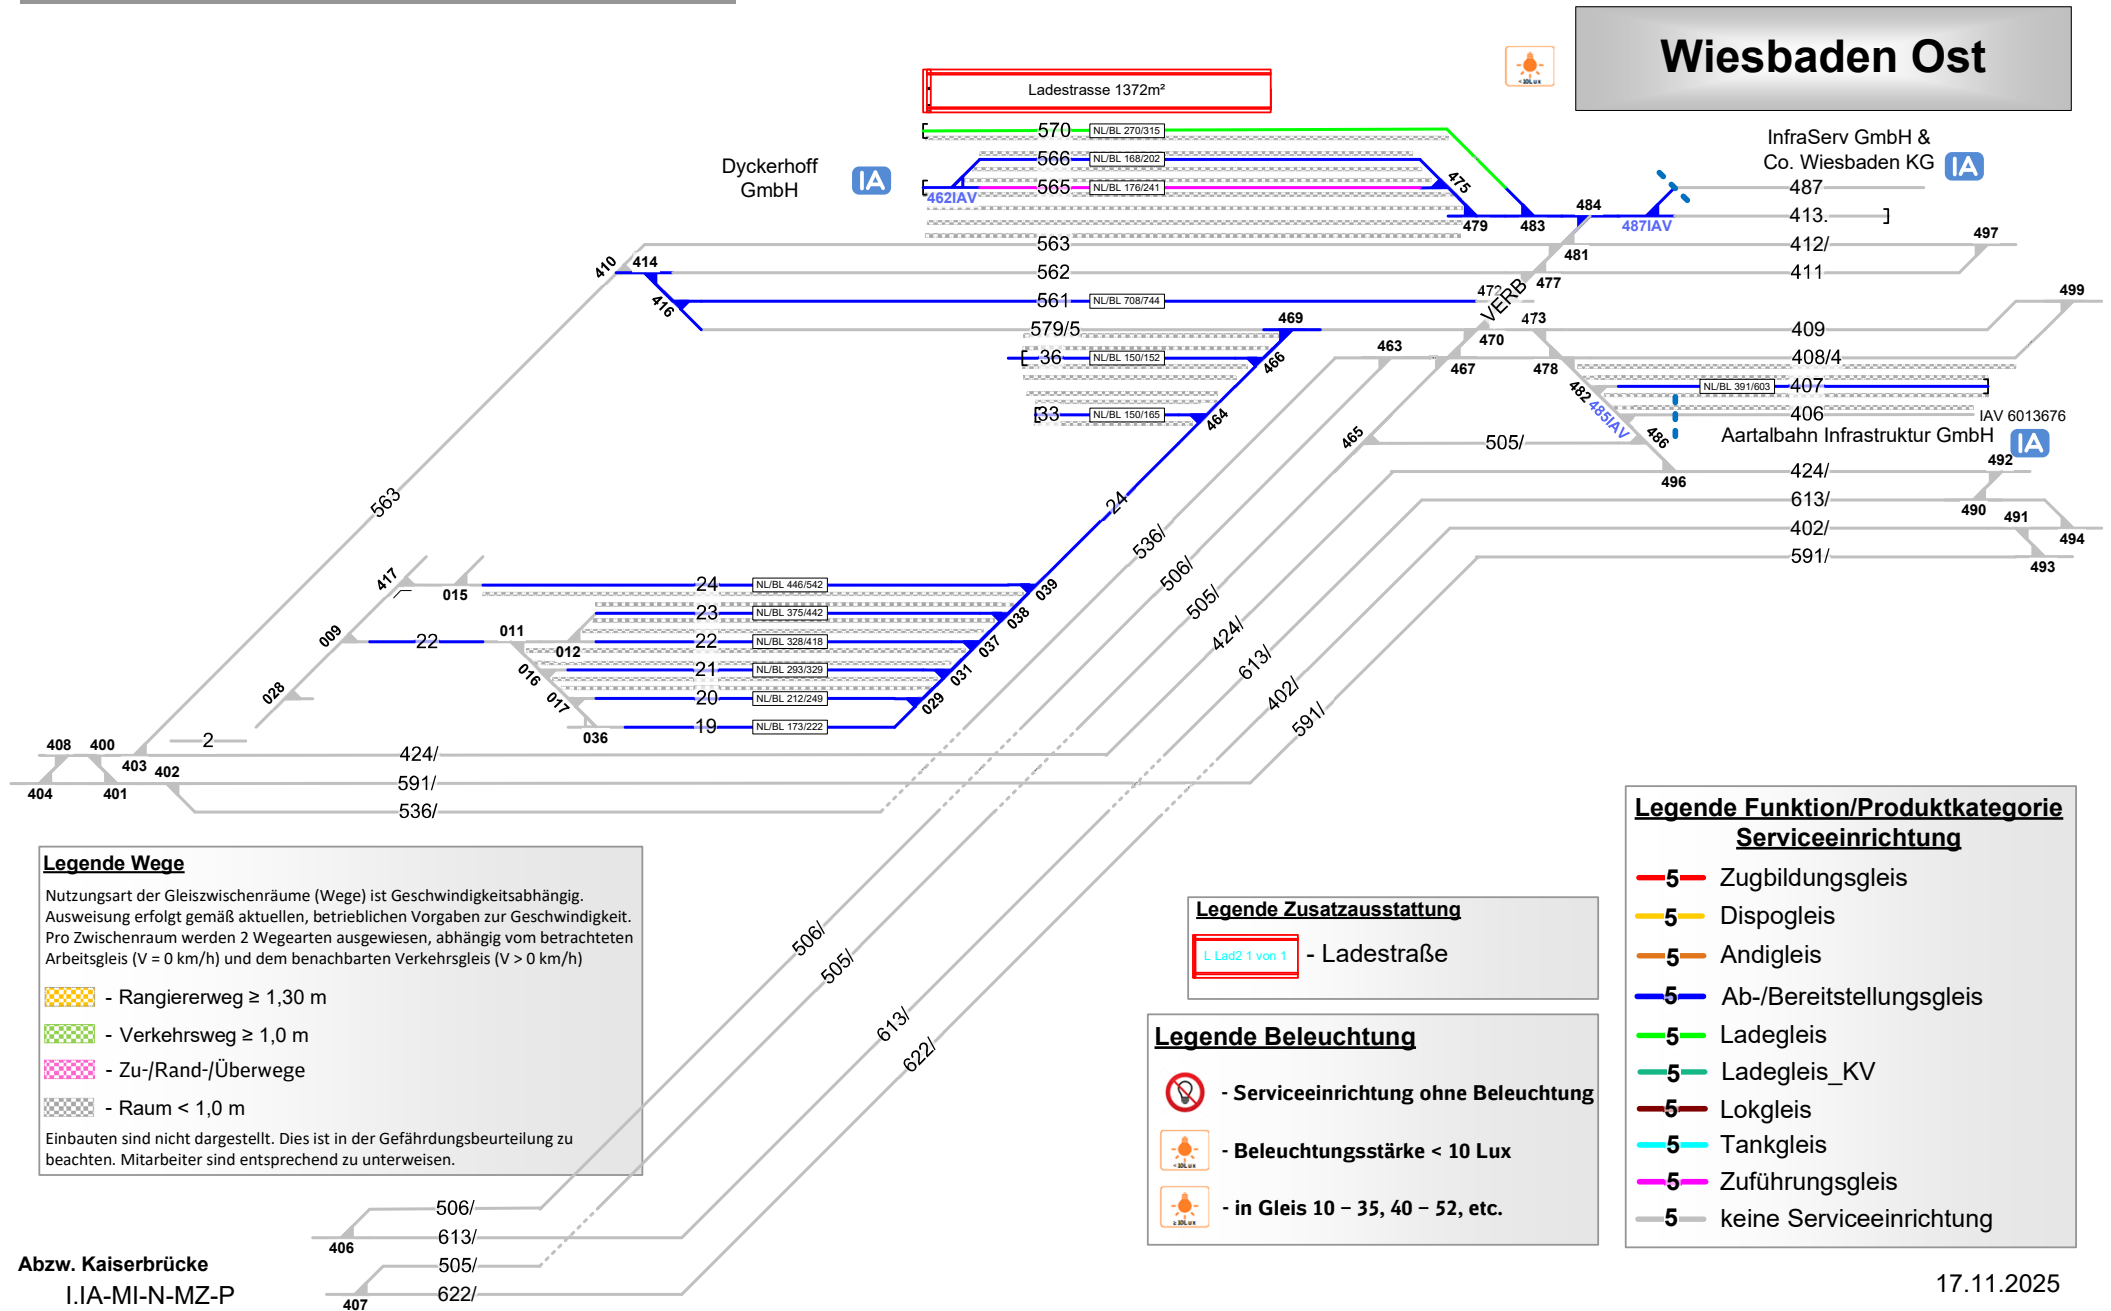 Wiesbaden Ost
<10Lux
Ladestrasse 1372m²
570 NL/BL 270/315
InfraServ GmbH &
Co. Wiesbaden KG IA
Dyckerhoff
GmbH IA
566 NL/BL 168/202
565 NL/BL 176/241
462IAV
475
487
479 483 484 487IAV 413.
563 481 412/ 497
410 414 562 477 411
416 561 NL/BL 708/744 472 VERB 499
579/5 469 470 473 409
36 NL/BL 150/152 466 463 467 478 408/4
482 NL/BL 391/603 407
33 NL/BL 150/165 464 485IAV 406 IAV 6013676
465 505/ 486 Aartalbahn Infrastruktur GmbH IA
496 424/ 492
563 24 613/ 490
402/ 491 494
536/ 591/ 493
506/
505/
424/
613/
402/
591/
417 015 24 NL/BL 446/542 039
23 NL/BL 375/442 038
009 22 011 012 22 NL/BL 328/418 037
016 21 NL/BL 293/329 031
028 017 20 NL/BL 212/249 029
036 19 NL/BL 173/222
2
408 400 403 424/
404 401 402 591/
536/
506/
505/
613/
622/
Legende Wege
Nutzungsart der Gleiszwischenräume (Wege) ist Geschwindigkeitsabhängig.
Ausweisung erfolgt gemäß aktuellen, betrieblichen Vorgaben zur Geschwindigkeit.
Pro Zwischenraum werden 2 Wegearten ausgewiesen, abhängig vom betrachteten
Arbeitsgleis (V = 0 km/h) und dem benachbarten Verkehrsgleis (V > 0 km/h)
- Rangiererweg ≥ 1,30 m
- Verkehrsweg ≥ 1,0 m
- Zu-/Rand-/Überwege
- Raum < 1,0 m
Einbauten sind nicht dargestellt. Dies ist in der Gefährdungsbeurteilung zu
beachten. Mitarbeiter sind entsprechend zu unterweisen.
Legende Zusatzausstattung
L Lad2 1 von 1 - Ladestraße
Legende Beleuchtung
- Serviceeinrichtung ohne Beleuchtung
<10Lux - Beleuchtungsstärke < 10 Lux
≥10Lux - in Gleis 10 – 35, 40 – 52, etc.
Legende Funktion/Produktkategorie
Serviceeinrichtung
5 Zugbildungsgleis
5 Dispogleis
5 Andigleis
5 Ab-/Bereitstellungsgleis
5 Ladegleis
5 Ladegleis_KV
5 Lokgleis
5 Tankgleis
5 Zuführungsgleis
5 keine Serviceeinrichtung
506/
406 613/
505/
407 622/
Abzw. Kaiserbrücke
I.IA-MI-N-MZ-P
17.11.2025